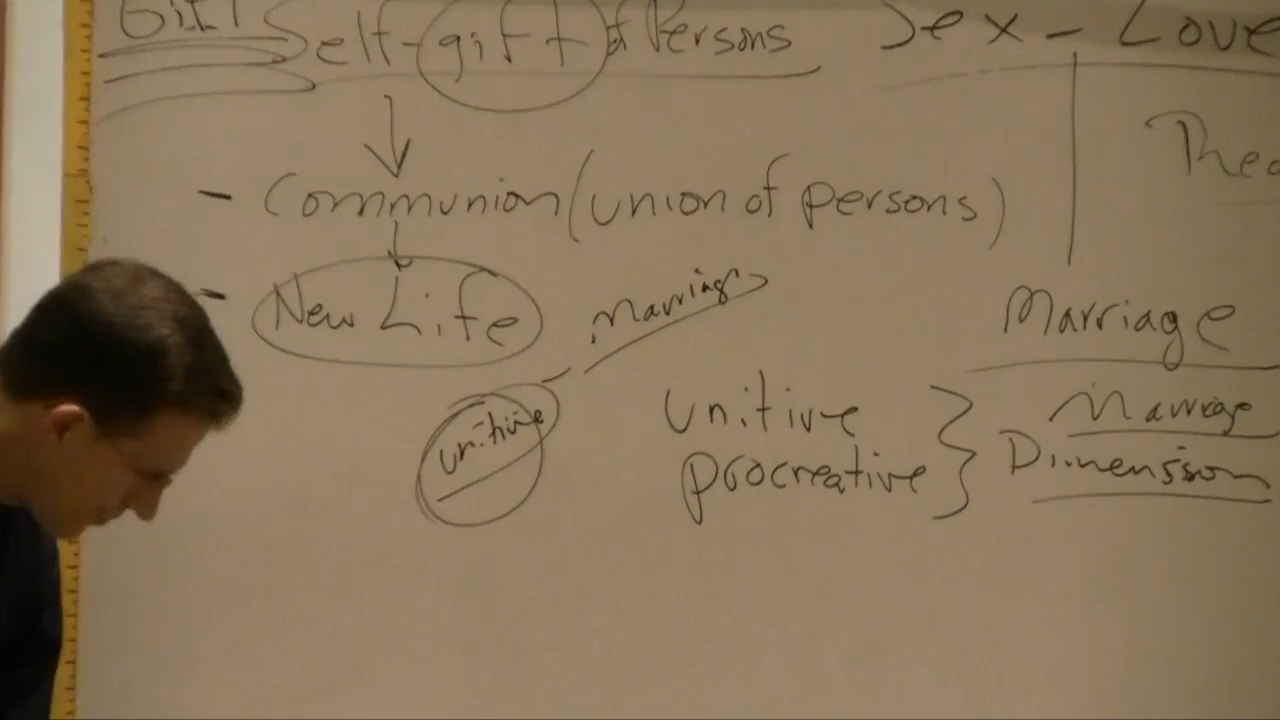 Gift
Self-gift of Persons
Sex - Love
- Communion (union of persons)
- New Life
Marriage
unitive
unitive
procreative
Marriage
Marriage
Dimension